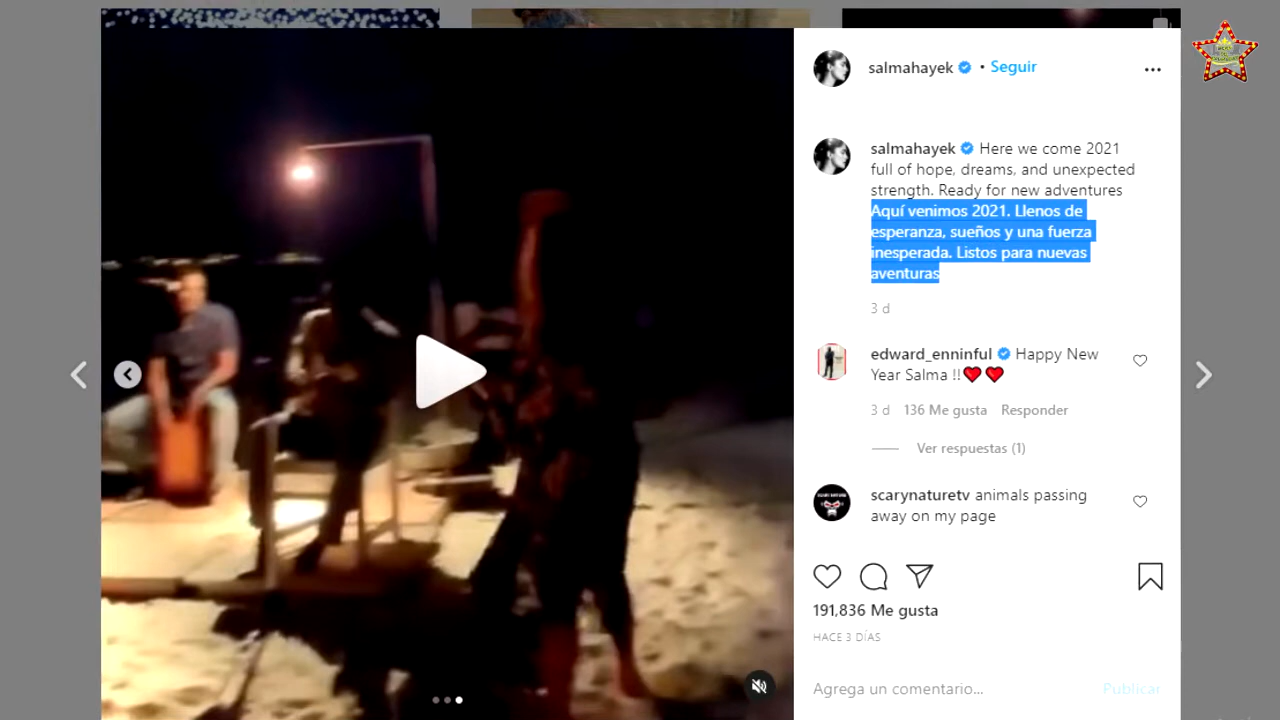 salmahayek • Seguir
salmahayek Here we come 2021
full of hope, dreams, and unexpected
strength. Ready for new adventures
Aquí venimos 2021. Llenos de
esperanza, sueños y una fuerza
inesperada. Listos para nuevas
aventuras
3 d
edward_enninful Happy New
Year Salma !!❤️❤️
3 d 136 Me gusta Responder
Ver respuestas (1)
scarynaturetv animals passing
away on my page
191,836 Me gusta
HACE 3 DÍAS
Agrega un comentario... Publicar